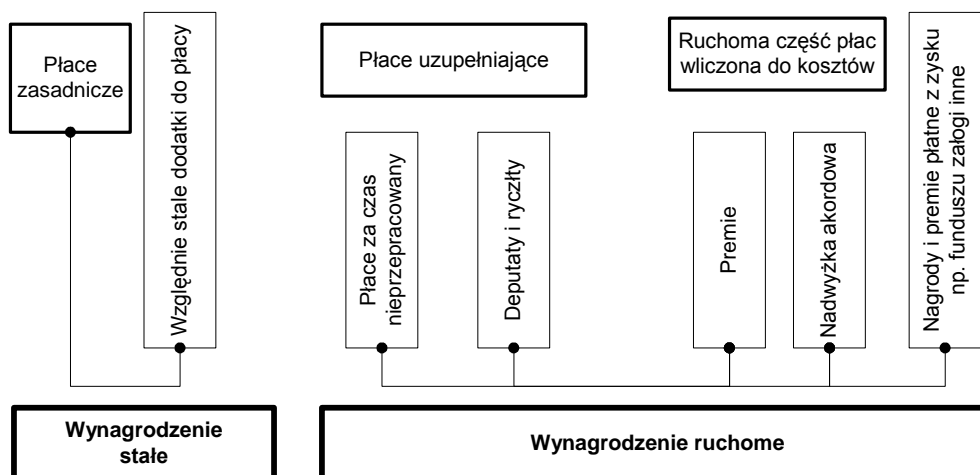 Płace
zasadnicze
Względnie stale dodatki do płacy
Płace uzupełniające
Płace za czas
nieprzepracowany
Deputaty i ryczłty
Ruchoma część płac
wliczona do kosztów
Premie
Nadwyżka akordowa
Nagrody i premie płatne z zysku
np. funduszu załogi inne
Wynagrodzenie
stałe
Wynagrodzenie ruchome